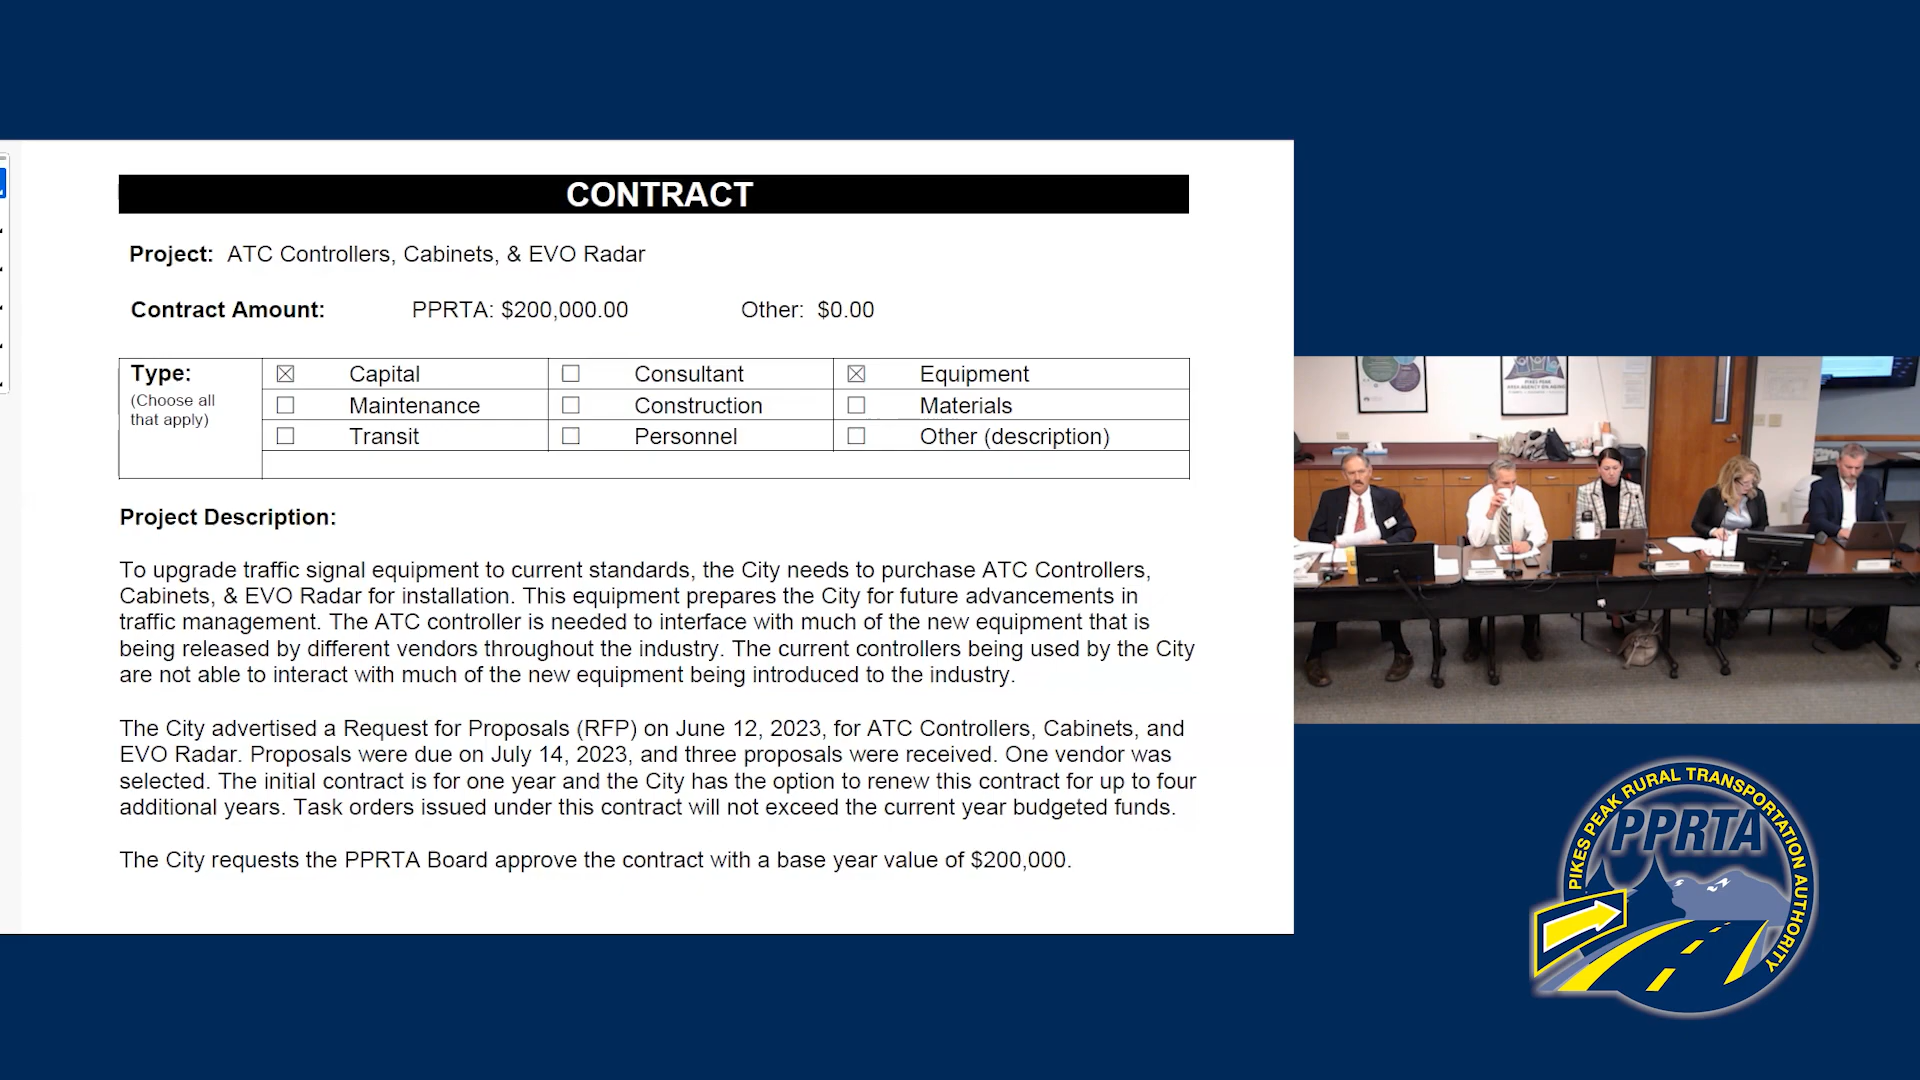 CONTRACT
Project: ATC Controllers, Cabinets, & EVO Radar
Contract Amount: PPRTA: $200,000.00 Other: $0.00
Type: ☒ Capital ☐ Consultant ☒ Equipment
(Choose all that apply) ☐ Maintenance ☐ Construction ☐ Materials
☐ Transit ☐ Personnel ☐ Other (description)
Project Description:
To upgrade traffic signal equipment to current standards, the City needs to purchase ATC Controllers,
Cabinets, & EVO Radar for installation. This equipment prepares the City for future advancements in
traffic management. The ATC controller is needed to interface with much of the new equipment that is
being released by different vendors throughout the industry. The current controllers being used by the City
are not able to interact with much of the new equipment being introduced to the industry.
The City advertised a Request for Proposals (RFP) on June 12, 2023, for ATC Controllers, Cabinets, and
EVO Radar. Proposals were due on July 14, 2023, and three proposals were received. One vendor was
selected. The initial contract is for one year and the City has the option to renew this contract for up to four
additional years. Task orders issued under this contract will not exceed the current year budgeted funds.
The City requests the PPRTA Board approve the contract with a base year value of $200,000.
PIKES PEAK
AREA AGENCY ON AGING
PIKES PEAK RURAL TRANSPORTATION AUTHORITY
PPRTA